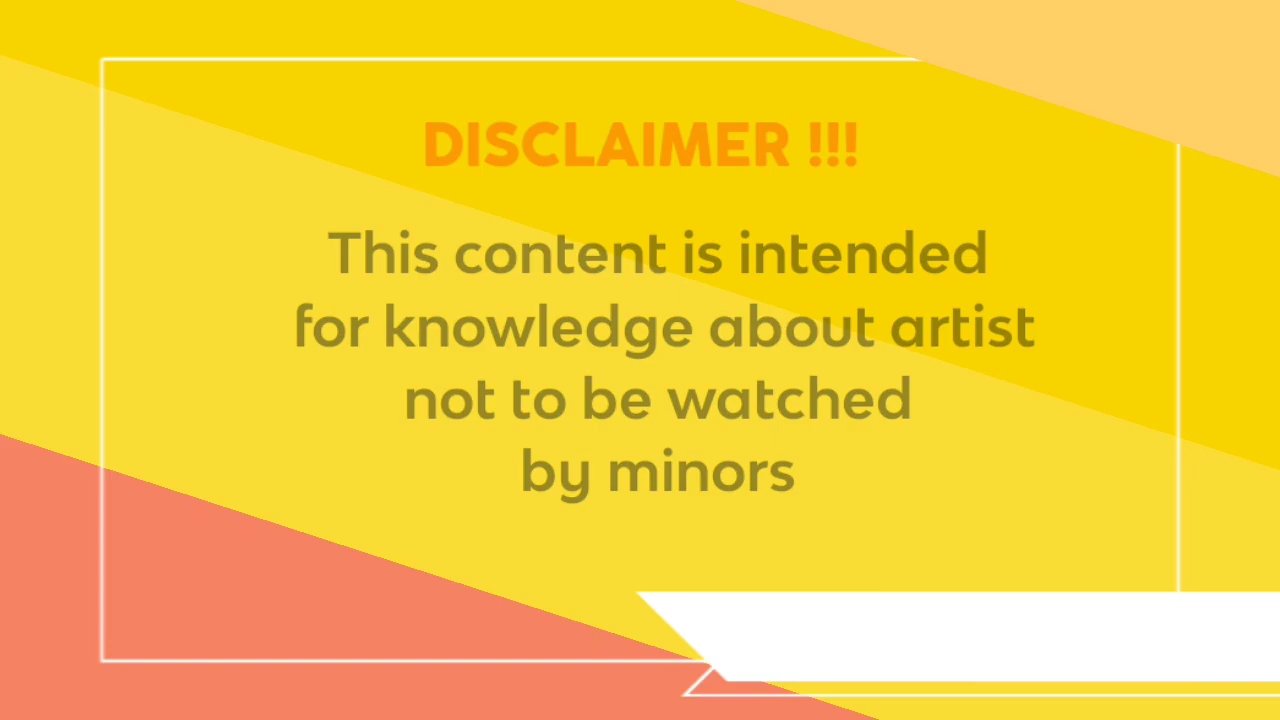 DISCLAIMER !!!
This content is intended
for knowledge about artist
not to be watched
by minors